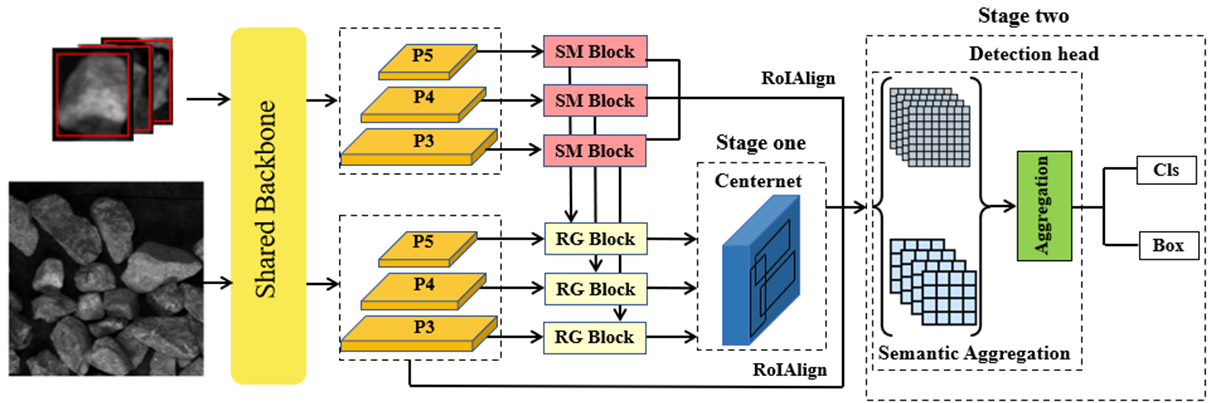 Shared Backbone
P5
P4
P3
SM Block
SM Block
SM Block
P5
P4
P3
RG Block
RG Block
RG Block
Stage one
Centernet
RoIAlign
RoIAlign
Stage two
Detection head
Aggregation
Semantic Aggregation
Cls
Box